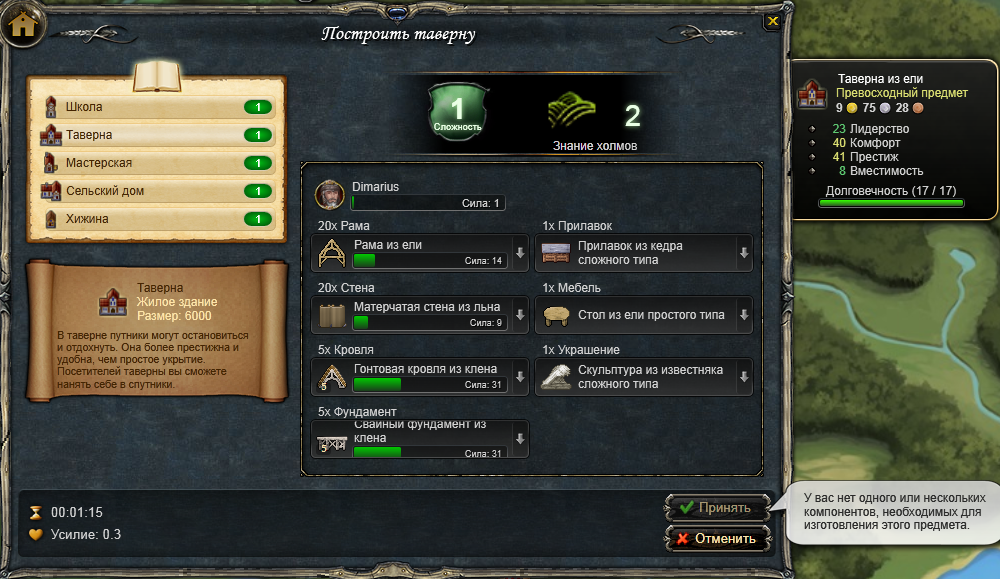 Построить таверну
Школа 1
Таверна 1
Мастерская 1
Сельский дом 1
Хижина 1
Таверна
Жилое здание
Размер: 6000
В таверне путники могут остановиться
и отдохнуть. Она более престижна и
удобна, чем простое укрытие.
Посетителей таверны вы сможете
нанять себе в спутники.
1
Сложность
2
Знание холмов
Dimarius
Сила: 1
20x Рама
Рама из ели
Сила: 14
1x Прилавок
Прилавок из кедра
сложного типа
20x Стена
Матерчатая стена из льна
Сила: 9
1x Мебель
Стол из ели простого типа
5x Кровля
Гонтовая кровля из клена
5
Сила: 31
1x Украшение
Скульптура из известняка
сложного типа
5x Фундамент
Свайный фундамент из
клена
5
Сила: 31
00:01:15
Усилие: 0.3
Принять
Отменить
Таверна из ели
Превосходный предмет
9 75 28
23 Лидерство
40 Комфорт
41 Престиж
8 Вместимость
Долговечность (17 / 17)
У вас нет одного или нескольких
компонентов, необходимых для
изготовления этого предмета.